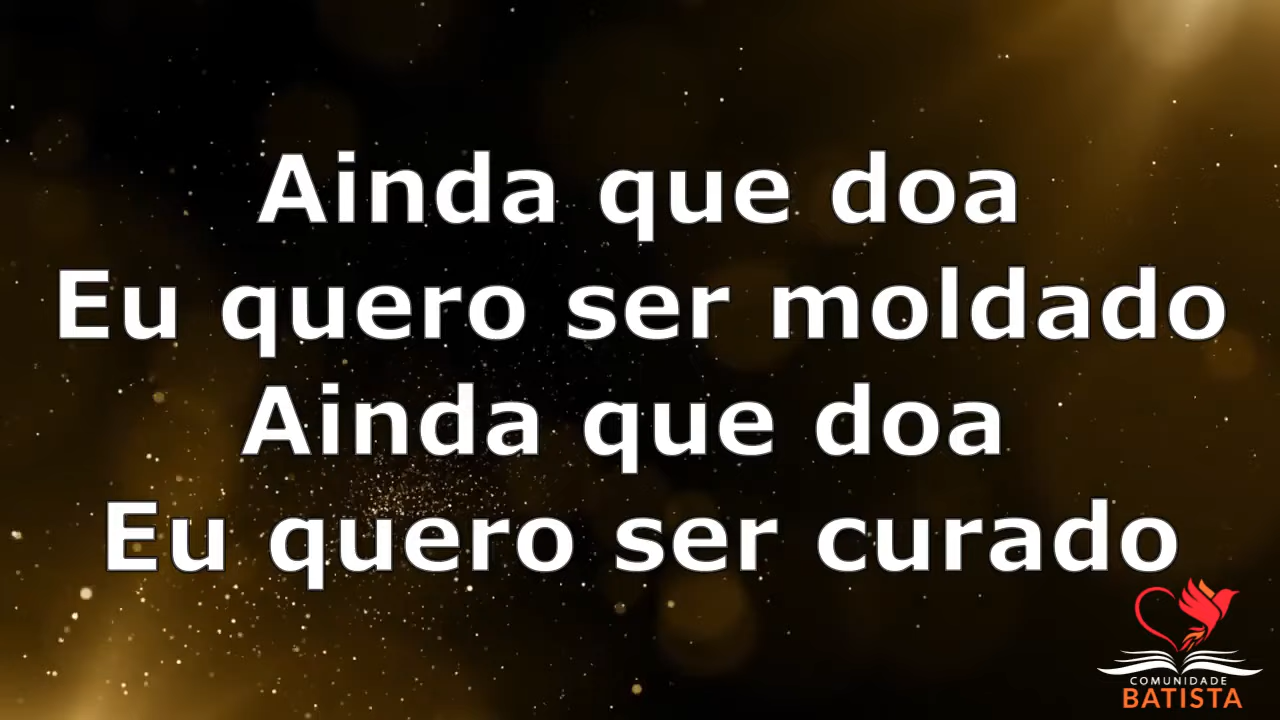 Ainda que doa
Eu quero ser moldado
Ainda que doa
Eu quero ser curado
COMUNIDADE
BATISTA